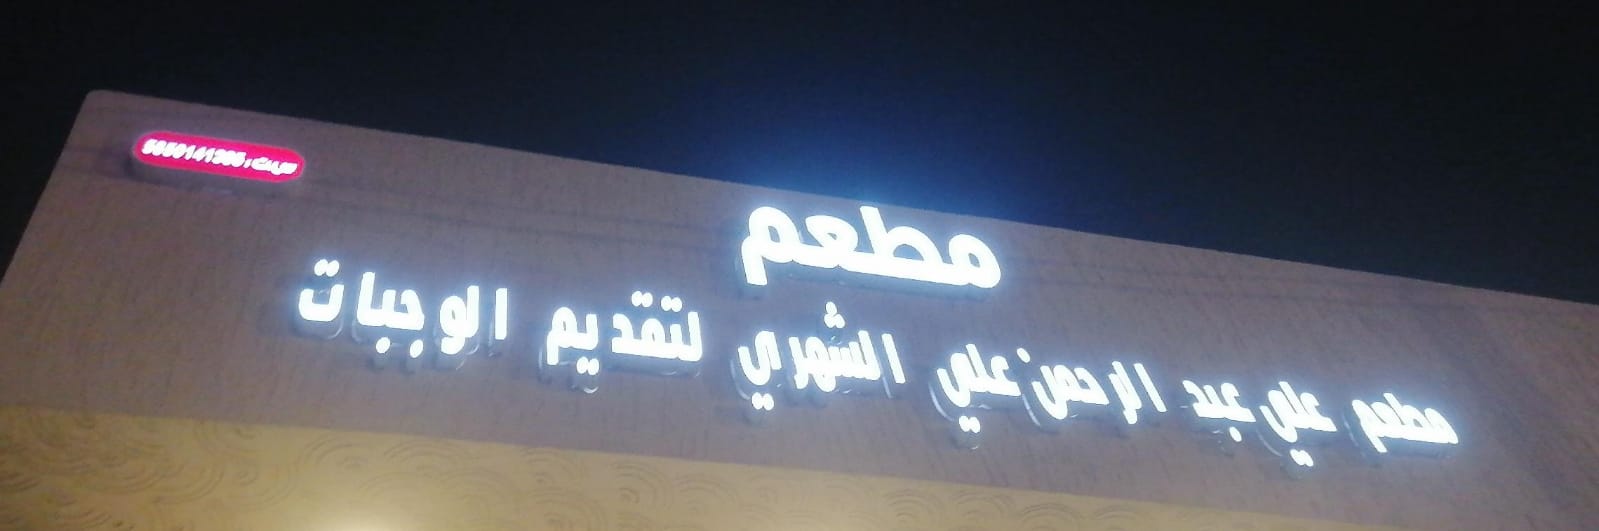 مطعم
مطعم علي عبد الرحمن علي الشهري لتقديم الوجبات
س.ت: